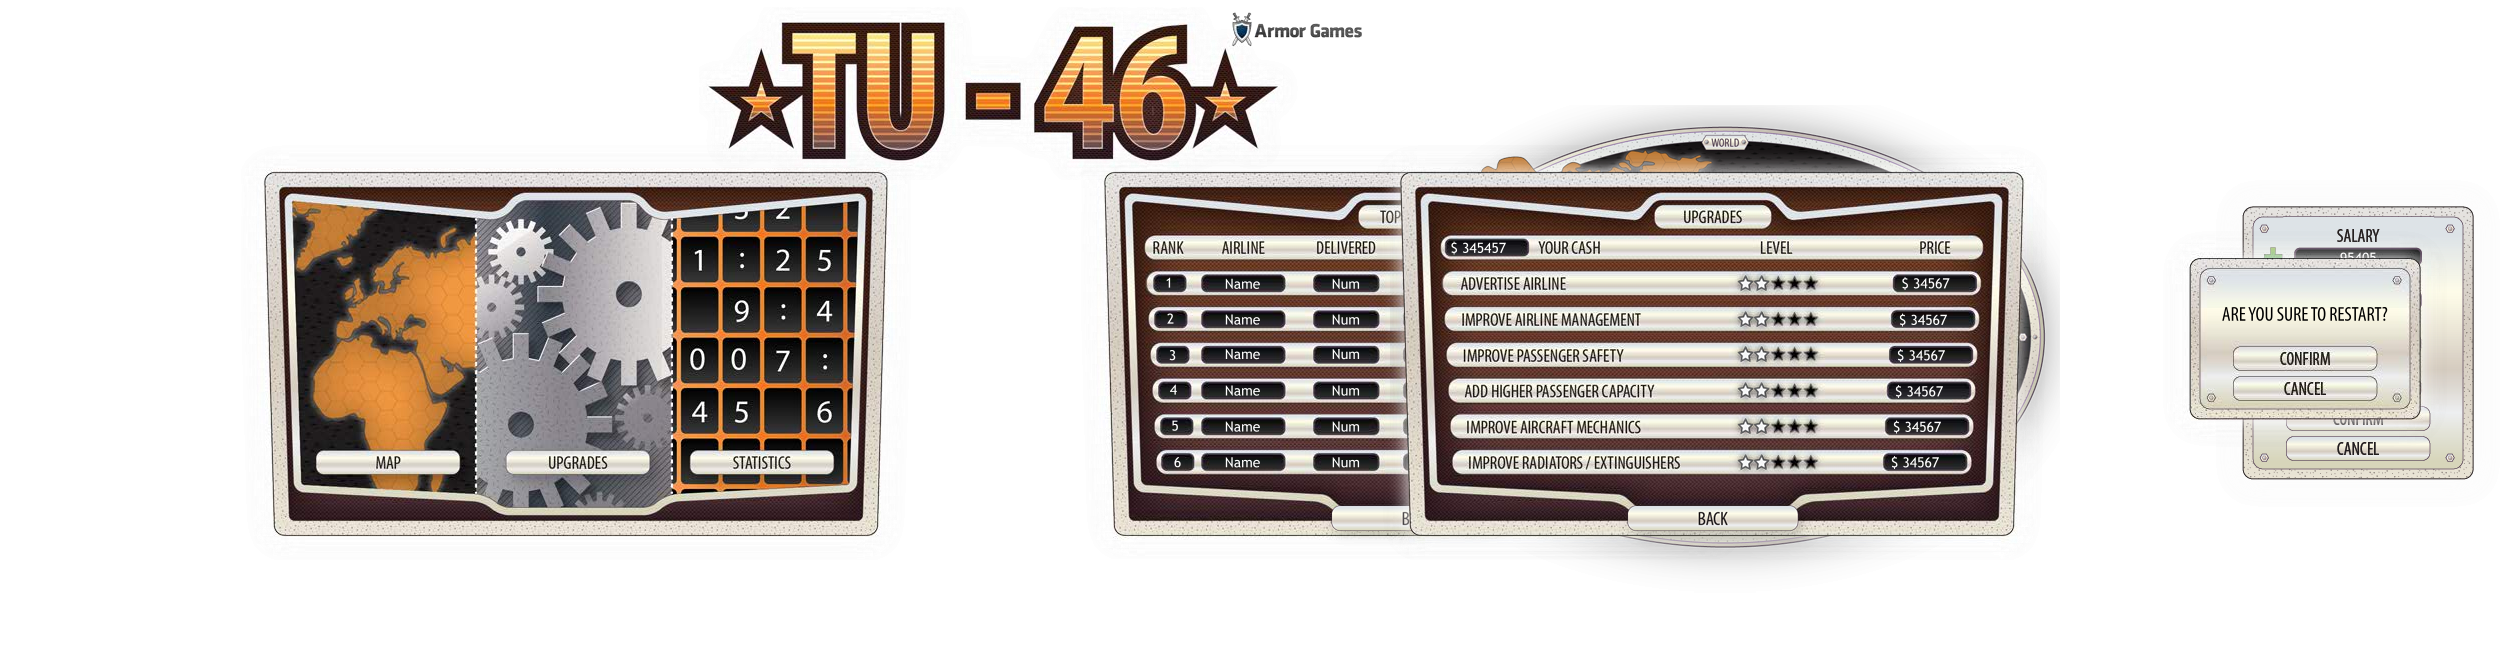 TU-46
Armor Games
WORLD
2
1 : 2 5
9 : 4
0 0 7 :
4 5 6
MAP
UPGRADES
STATISTICS
TOP
RANK AIRLINE DELIVERED
1 Name Num
2 Name Num
3 Name Num
4 Name Num
5 Name Num
6 Name Num
UPGRADES
$ 345457 YOUR CASH LEVEL PRICE
ADVERTISE AIRLINE $ 34567
IMPROVE AIRLINE MANAGEMENT $ 34567
IMPROVE PASSENGER SAFETY $ 34567
ADD HIGHER PASSENGER CAPACITY $ 34567
IMPROVE AIRCRAFT MECHANICS $ 34567
IMPROVE RADIATORS / EXTINGUISHERS $ 34567
BACK
SALARY
95405
ARE YOU SURE TO RESTART?
CONFIRM
CANCEL
CONFIRM
CANCEL